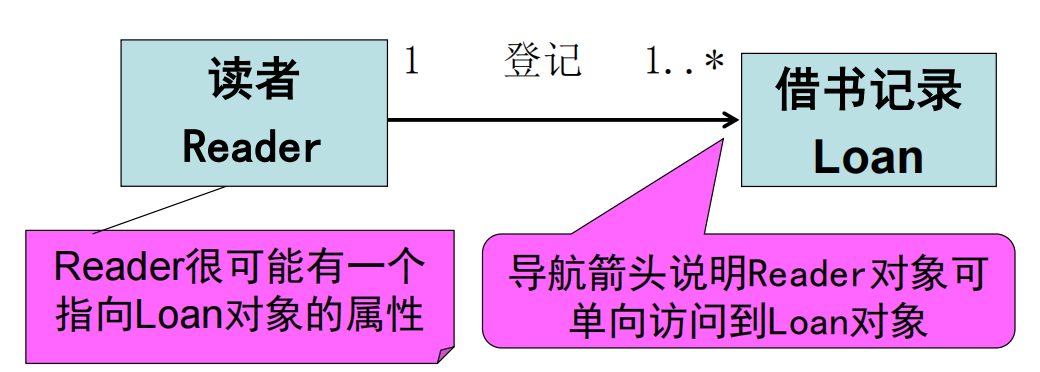 读者
Reader
1 登记 1..*
借书记录
Loan
Reader很可能有一个
指向Loan对象的属性
导航箭头说明Reader对象可
单向访问到Loan对象